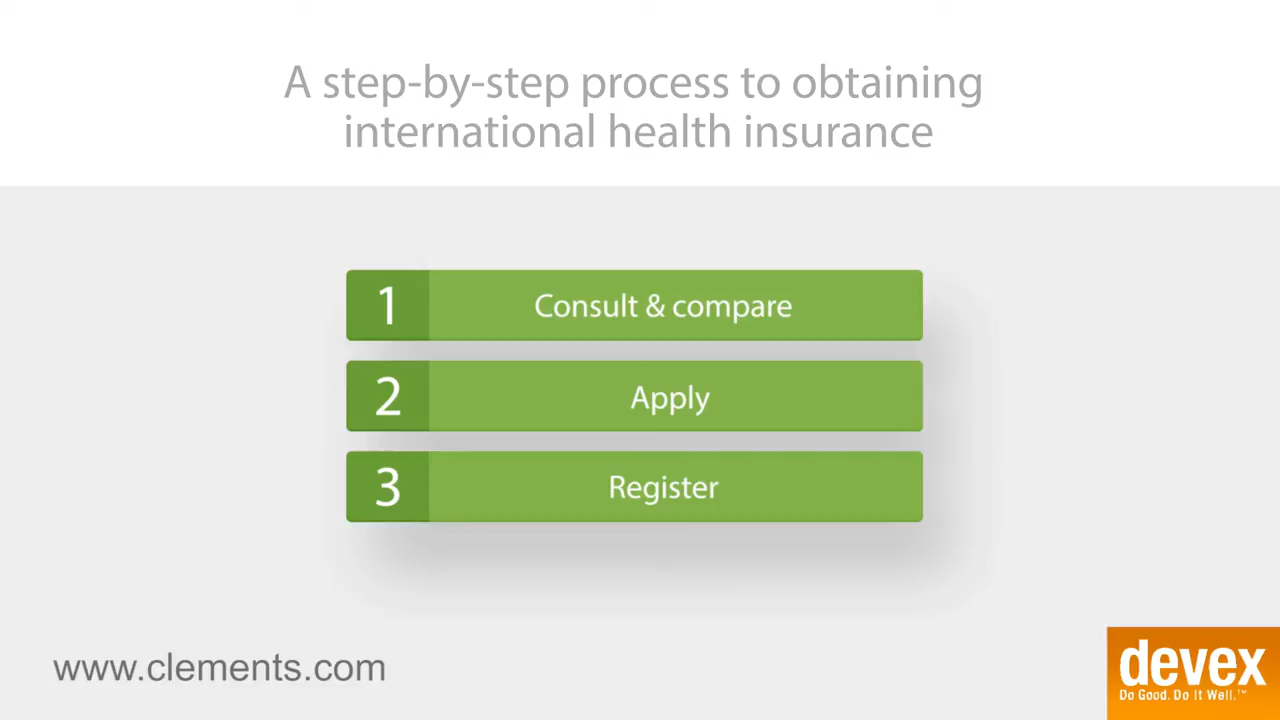 A step-by-step process to obtaining
international health insurance
1 Consult & compare
2 Apply
3 Register
www.clements.com
devex
Do Good. Do It Well.™